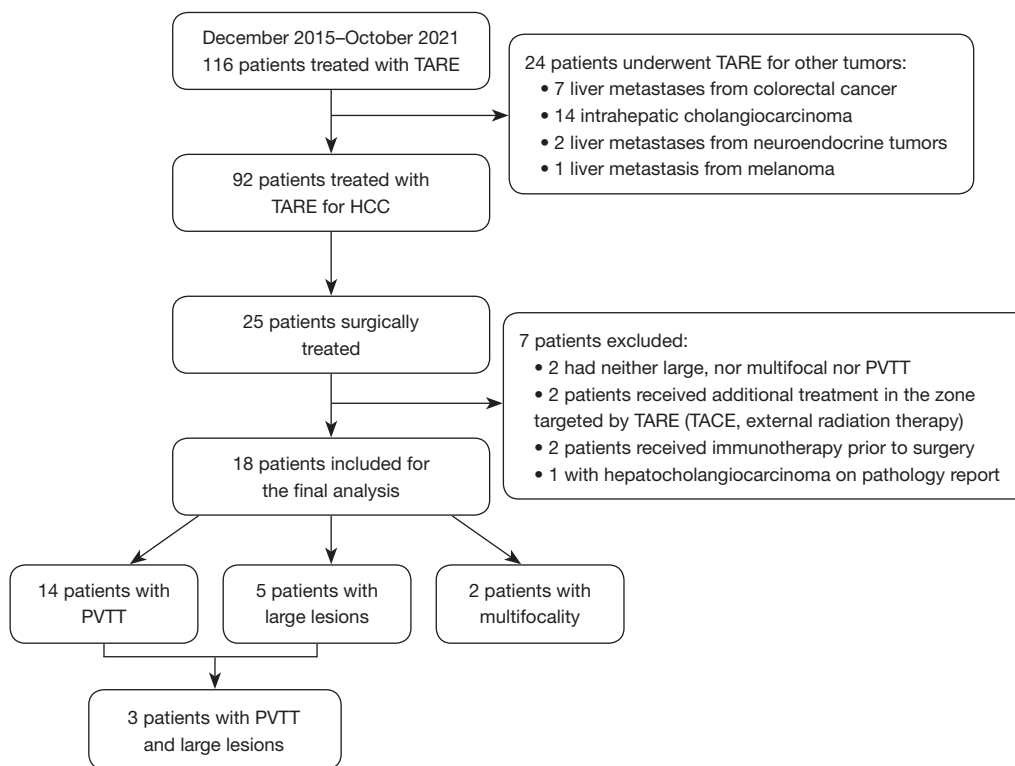 December 2015–October 2021
116 patients treated with TARE
24 patients underwent TARE for other tumors:
• 7 liver metastases from colorectal cancer
• 14 intrahepatic cholangiocarcinoma
• 2 liver metastases from neuroendocrine tumors
• 1 liver metastasis from melanoma
92 patients treated with
TARE for HCC
25 patients surgically
treated
7 patients excluded:
• 2 had neither large, nor multifocal nor PVTT
• 2 patients received additional treatment in the zone
targeted by TARE (TACE, external radiation therapy)
• 2 patients received immunotherapy prior to surgery
• 1 with hepatocholangiocarcinoma on pathology report
18 patients included for
the final analysis
14 patients with
PVTT
5 patients with
large lesions
2 patients with
multifocality
3 patients with PVTT
and large lesions